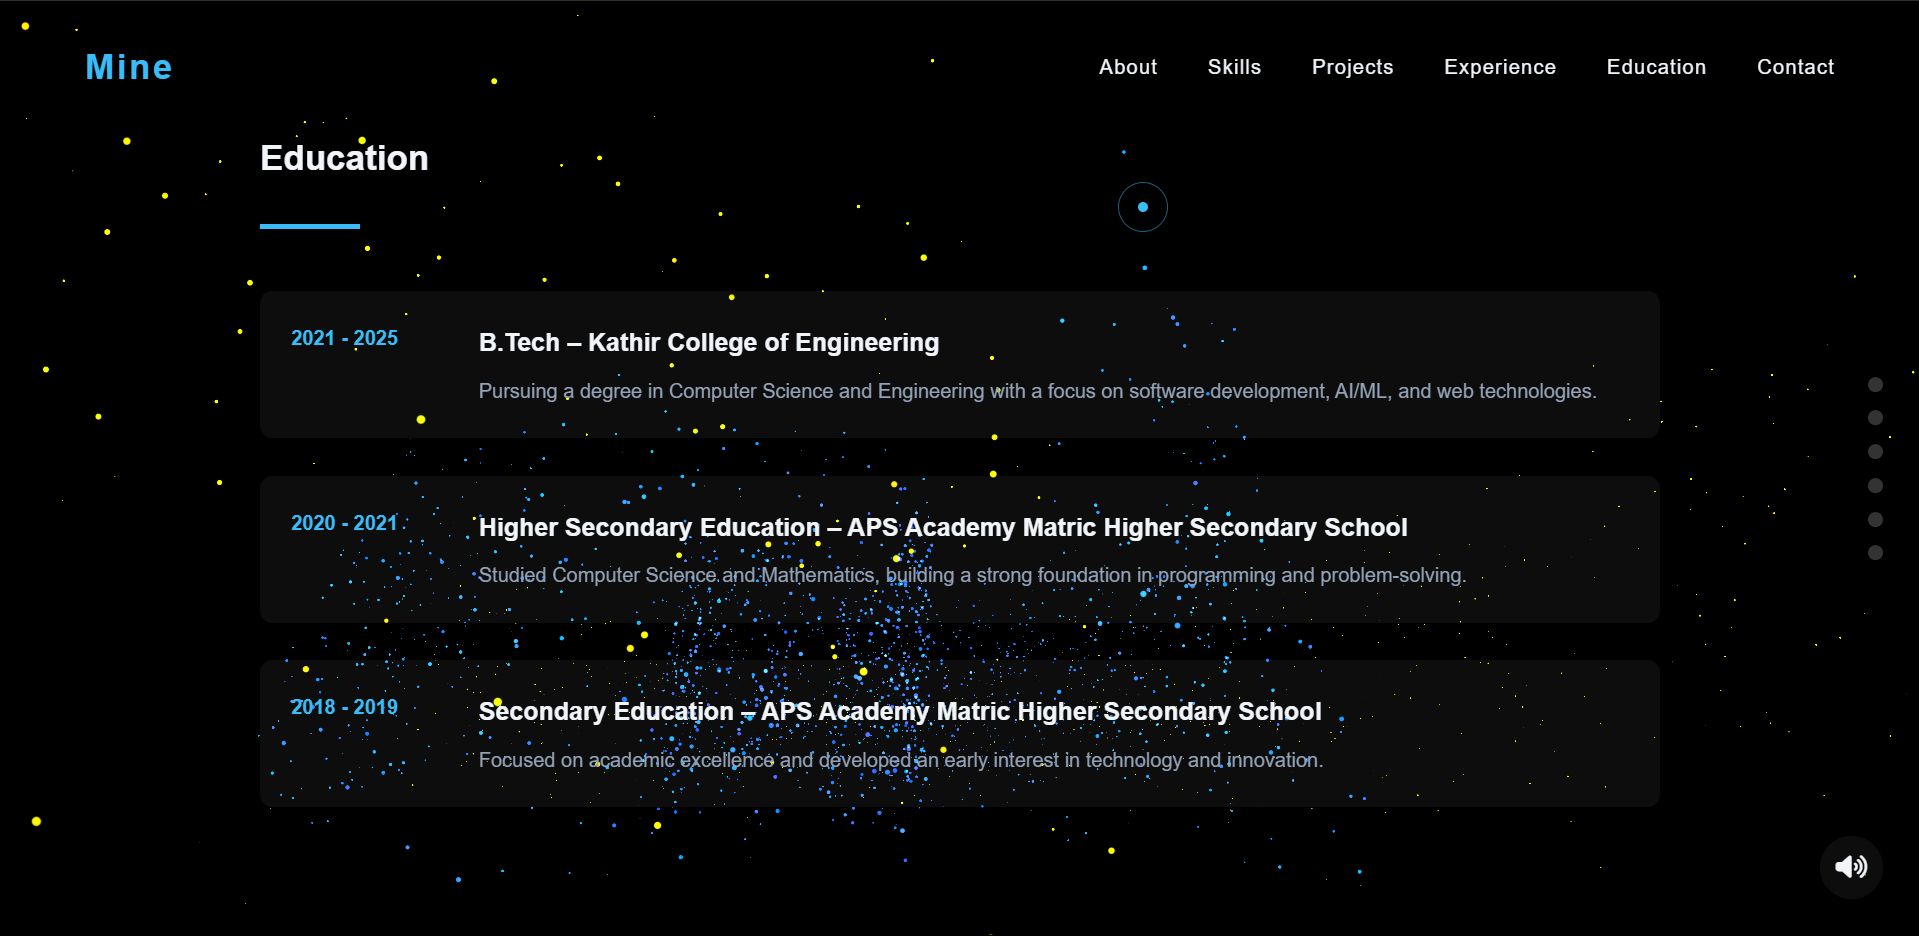 Mine
About Skills Projects Experience Education Contact
Education
2021 - 2025
B.Tech – Kathir College of Engineering
Pursuing a degree in Computer Science and Engineering with a focus on software development, AI/ML, and web technologies.
2020 - 2021
Higher Secondary Education – APS Academy Matric Higher Secondary School
Studied Computer Science and Mathematics, building a strong foundation in programming and problem-solving.
2018 - 2019
Secondary Education – APS Academy Matric Higher Secondary School
Focused on academic excellence and developed an early interest in technology and innovation.